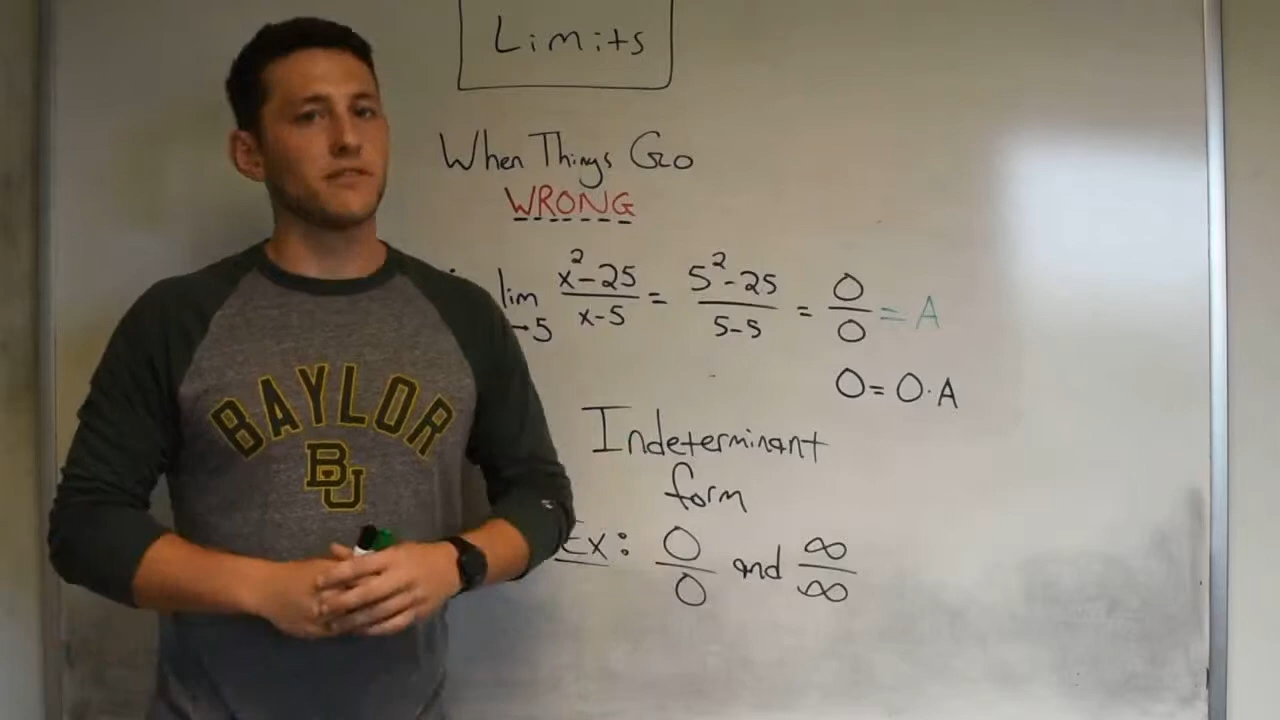 Limits
When Things Go
WRONG
lim x²-25 / x-5 = 5²-25 / 5-5 = 0/0 = A
→5
0=0·A
Indeterminant
form
Ex: 0/0 and ∞/∞
BAYLOR
BU